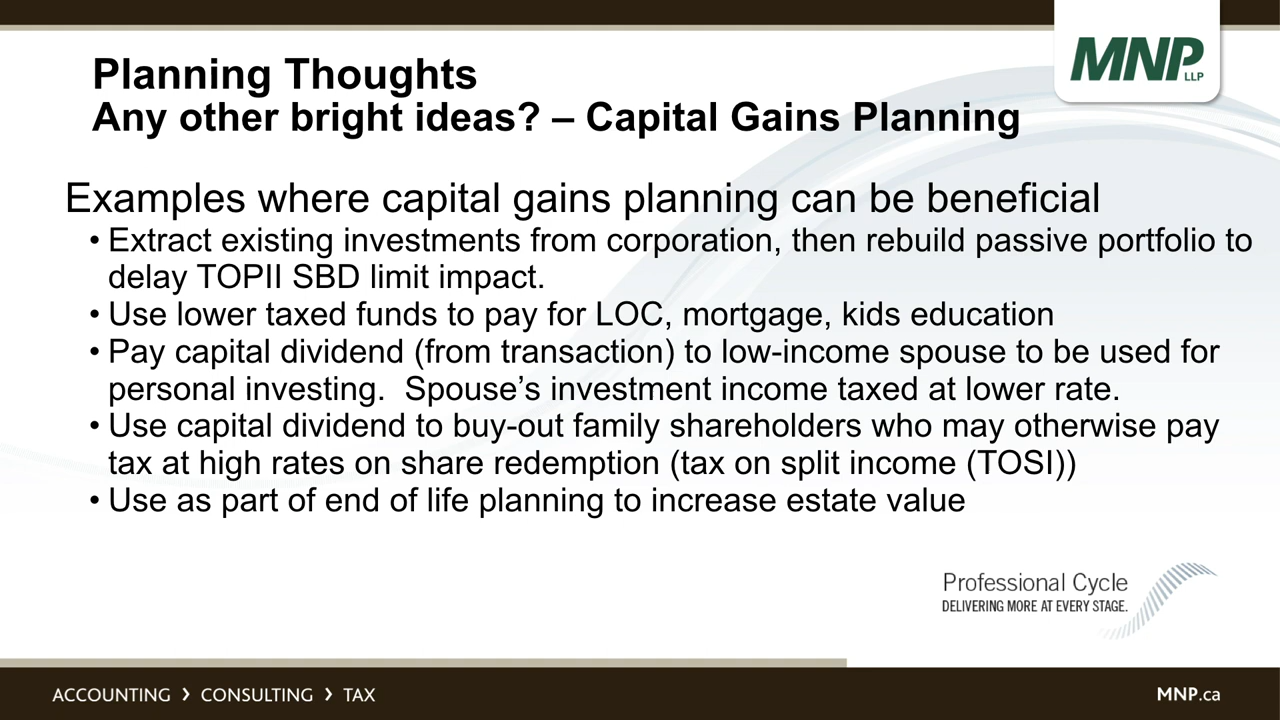 MNP
LLP
Planning Thoughts
Any other bright ideas? – Capital Gains Planning
Examples where capital gains planning can be beneficial
• Extract existing investments from corporation, then rebuild passive portfolio to
delay TOPII SBD limit impact.
• Use lower taxed funds to pay for LOC, mortgage, kids education
• Pay capital dividend (from transaction) to low-income spouse to be used for
personal investing.  Spouse’s investment income taxed at lower rate.
• Use capital dividend to buy-out family shareholders who may otherwise pay
tax at high rates on share redemption (tax on split income (TOSI))
• Use as part of end of life planning to increase estate value
Professional Cycle
DELIVERING MORE AT EVERY STAGE.
ACCOUNTING › CONSULTING › TAX
MNP.ca